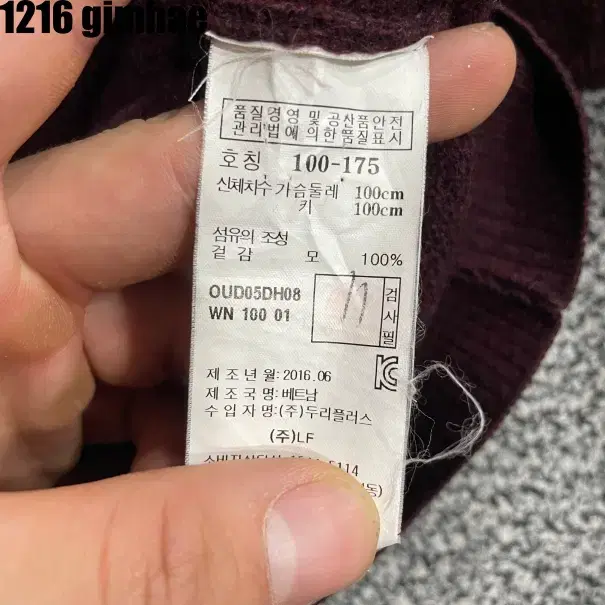 1216 gimhae
품질경영 및 공산품안전
관리법에 의한품질표시
호칭 100-175
신체차수 가슴둘레 100cm
키 100cm
섬유의 조성
겉감 모 100%
OUD05DH08
WN 100 01
11
검사필
제 조 년 월:2016.06
제 조 국 명:베트남
수 입 자 명:(주)두리플러스
(주)LF
5114
동)